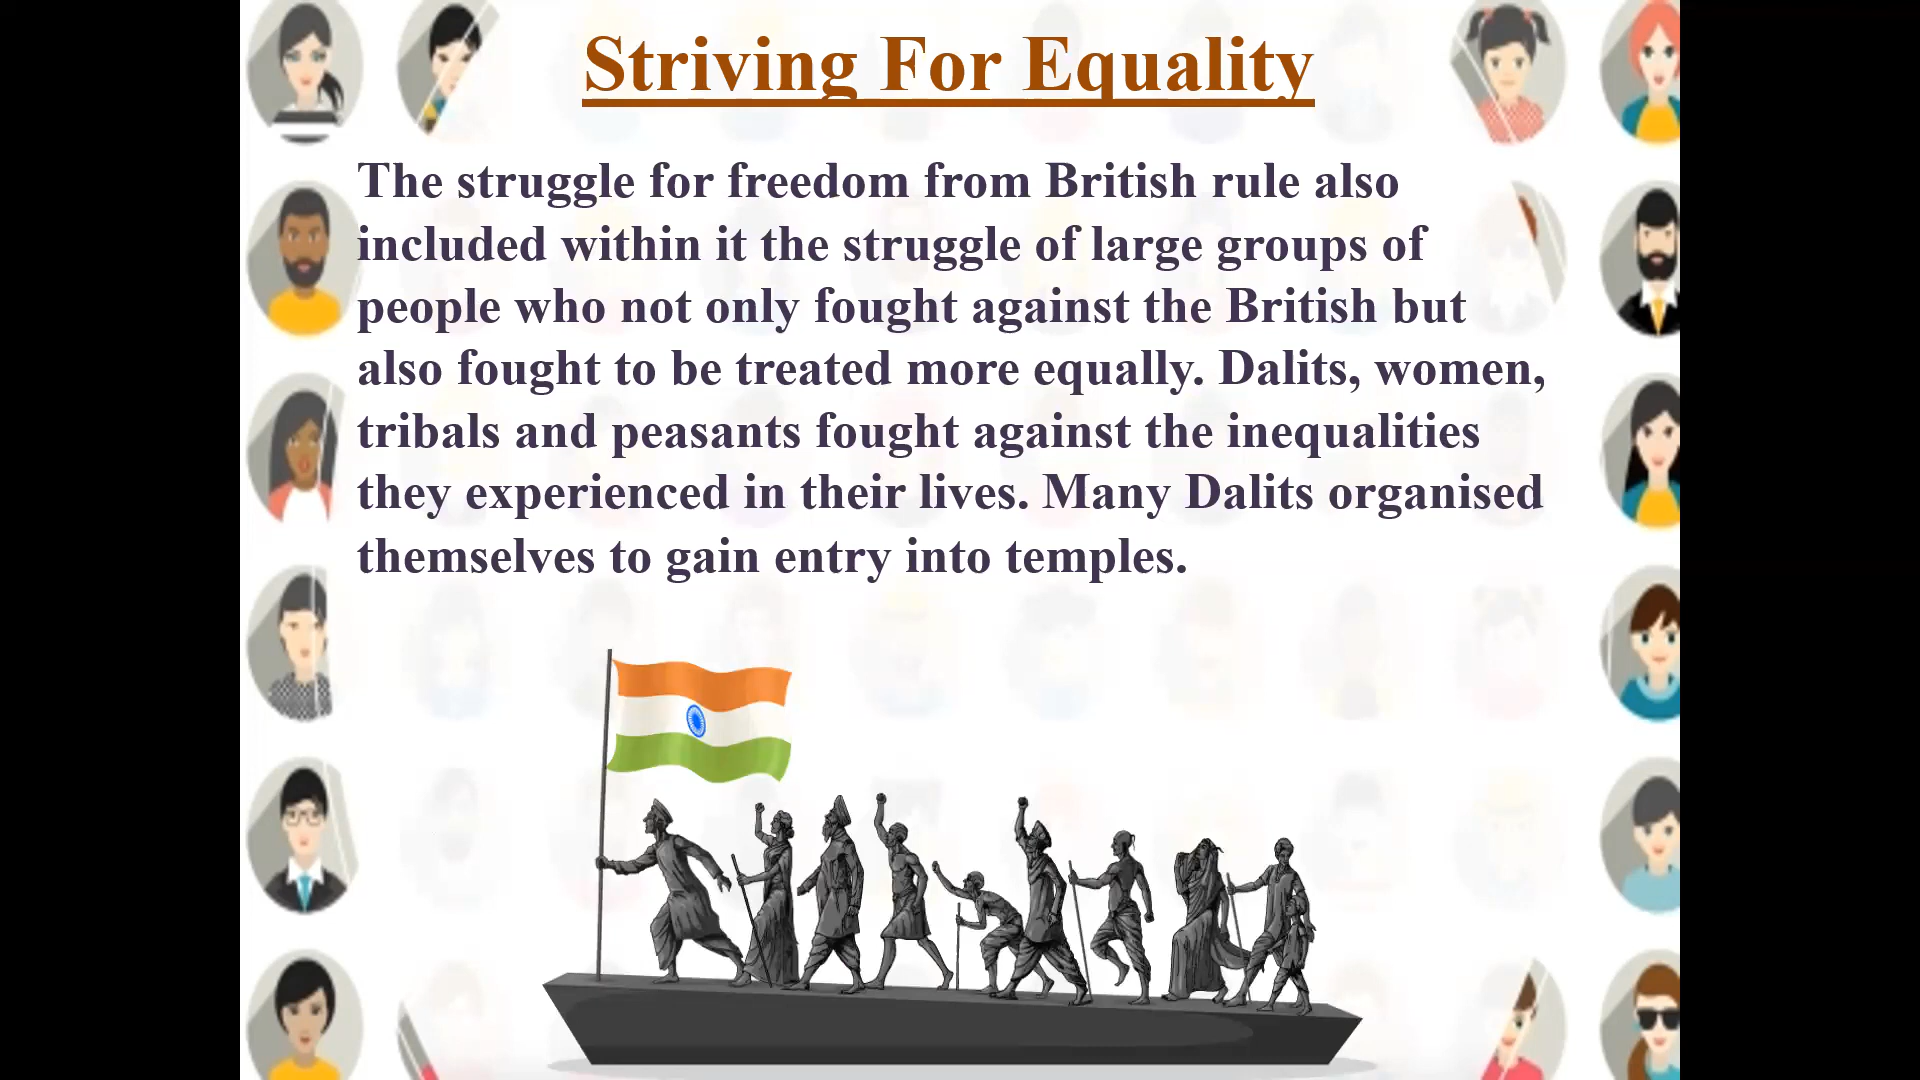 Striving For Equality
The struggle for freedom from British rule also
included within it the struggle of large groups of
people who not only fought against the British but
also fought to be treated more equally. Dalits, women,
tribals and peasants fought against the inequalities
they experienced in their lives. Many Dalits organised
themselves to gain entry into temples.